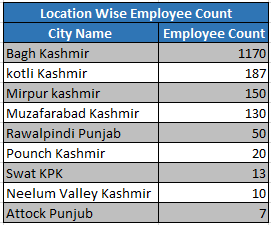 Location Wise Employee Count
City Name Employee Count
Bagh Kashmir 1170
kotli Kashmir 187
Mirpur kashmir 150
Muzafarabad Kashmir 130
Rawalpindi Punjab 50
Pounch Kashmir 20
Swat KPK 13
Neelum Valley Kashmir 10
Attock Punjub 7